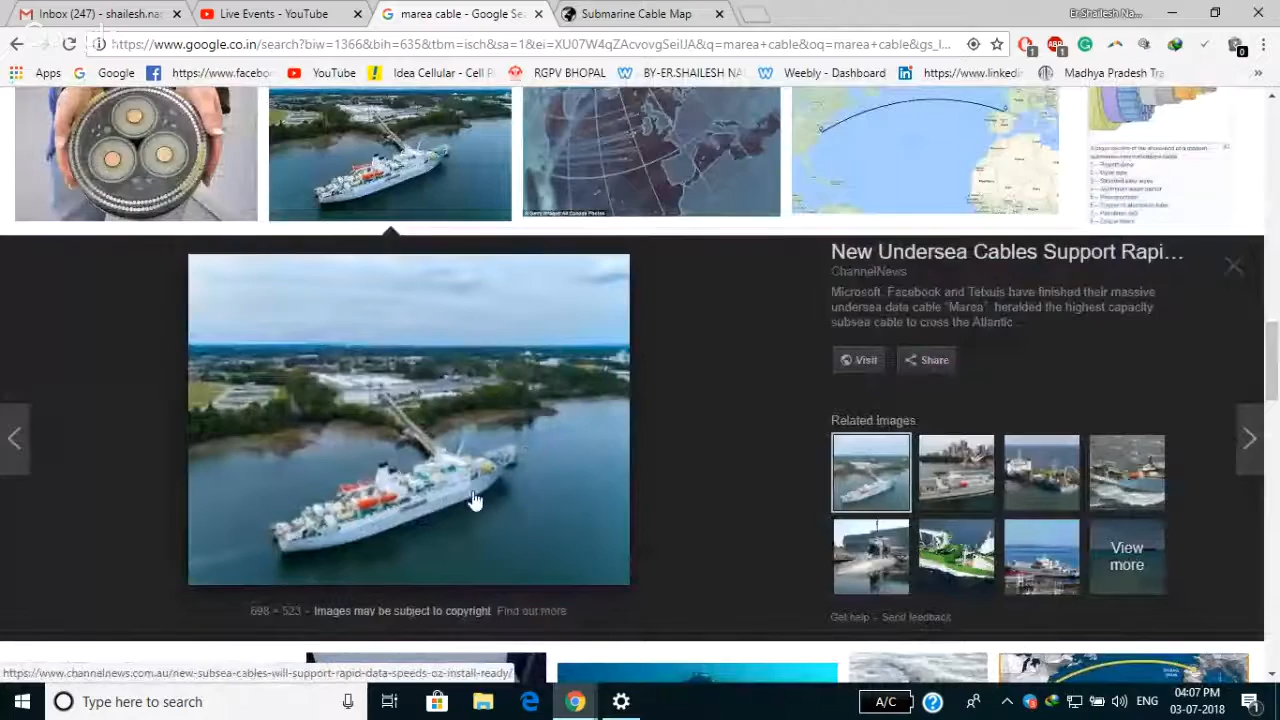 Inbox (247) - shailesh.na
Live Events - YouTube
marea cable - Google Se
Submarine Cable Map
Er.Shailesh Na...
https://www.google.co.in/search?biw=1366&bih=635&tbm=isch&sa=1&ei=XU07W4qZAcvovgSeiIJA&q=marea+cable&oq=marea+cable&gs_l...
Apps
Google
https://www.facebo
YouTube
Idea Cellular - Cell P
RGPV BHOPAL
BY-ER.SHAILESH NA
Weebly - Dashboard
https://www.linkedi
Madhya Pradesh Tra
New Undersea Cables Support Rapi...
ChannelNews
Microsoft, Facebook and Telxius have finished their massive
undersea data cable "Marea" heralded the highest capacity
subsea cable to cross the Atlantic
Visit
Share
Related Images:
View
more
698 × 523 - Images may be subject to copyright Find out more
Get help - Send feedback
https://www.channelnews.com.au/new-subsea-cables-will-support-rapid-data-speeds-oz-install-ready/
Type here to search
A/C
ENG
04:07 PM
03-07-2018